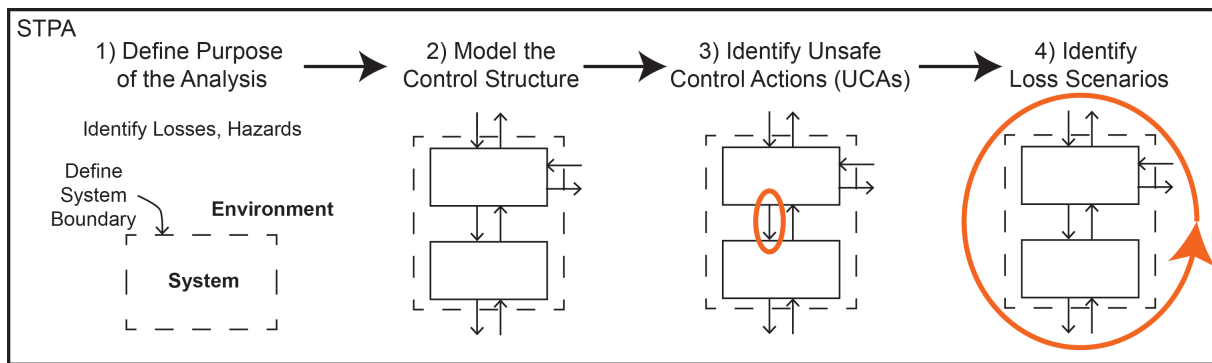 STPA
1) Define Purpose
of the Analysis
2) Model the
Control Structure
3) Identify Unsafe
Control Actions (UCAs)
4) Identify
Loss Scenarios
Identify Losses, Hazards
Define
System
Boundary
Environment
System